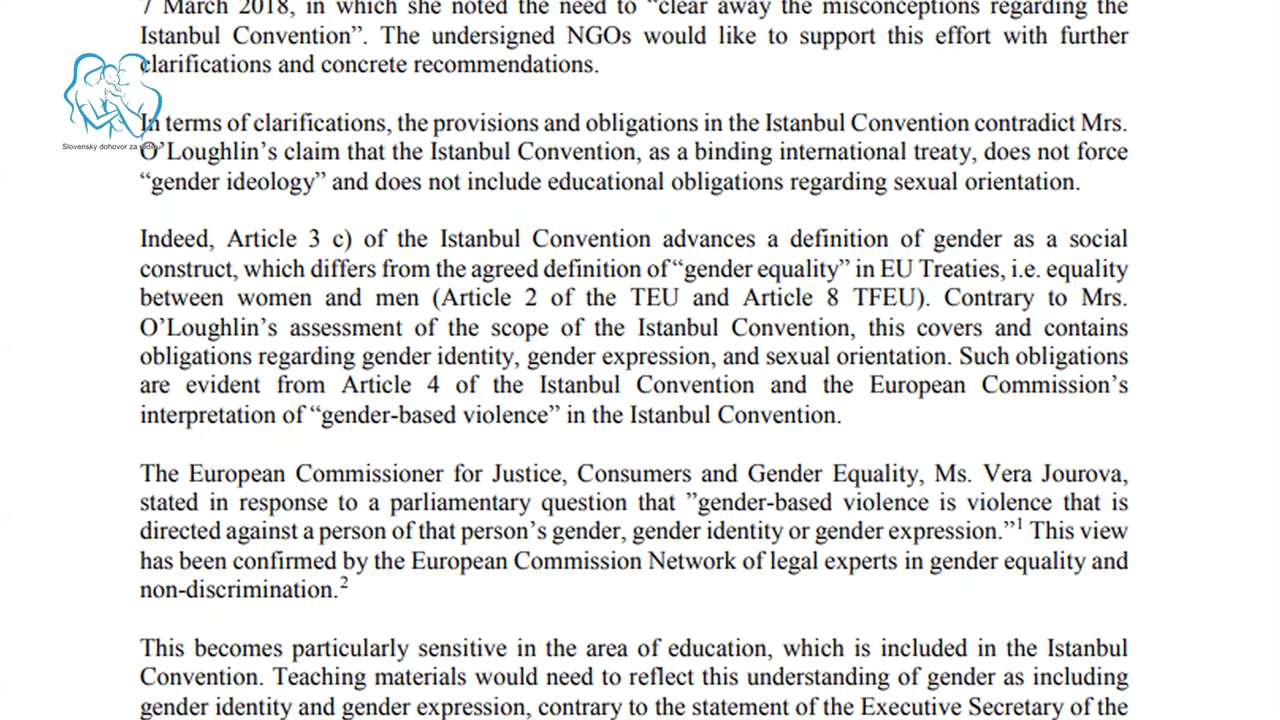 7 March 2018, in which she noted the need to “clear away the misconceptions regarding the
Istanbul Convention”. The undersigned NGOs would like to support this effort with further
clarifications and concrete recommendations.
In terms of clarifications, the provisions and obligations in the Istanbul Convention contradict Mrs.
Slovenský dohovor za rodinu
O’Loughlin’s claim that the Istanbul Convention, as a binding international treaty, does not force
“gender ideology” and does not include educational obligations regarding sexual orientation.
Indeed, Article 3 c) of the Istanbul Convention advances a definition of gender as a social
construct, which differs from the agreed definition of “gender equality” in EU Treaties, i.e. equality
between women and men (Article 2 of the TEU and Article 8 TFEU). Contrary to Mrs.
O’Loughlin’s assessment of the scope of the Istanbul Convention, this covers and contains
obligations regarding gender identity, gender expression, and sexual orientation. Such obligations
are evident from Article 4 of the Istanbul Convention and the European Commission’s
interpretation of “gender-based violence” in the Istanbul Convention.
The European Commissioner for Justice, Consumers and Gender Equality, Ms. Vera Jourova,
stated in response to a parliamentary question that ”gender-based violence is violence that is
directed against a person of that person’s gender, gender identity or gender expression.”1 This view
has been confirmed by the European Commission Network of legal experts in gender equality and
non-discrimination.2
This becomes particularly sensitive in the area of education, which is included in the Istanbul
Convention. Teaching materials would need to reflect this understanding of gender as including
gender identity and gender expression, contrary to the statement of the Executive Secretary of the